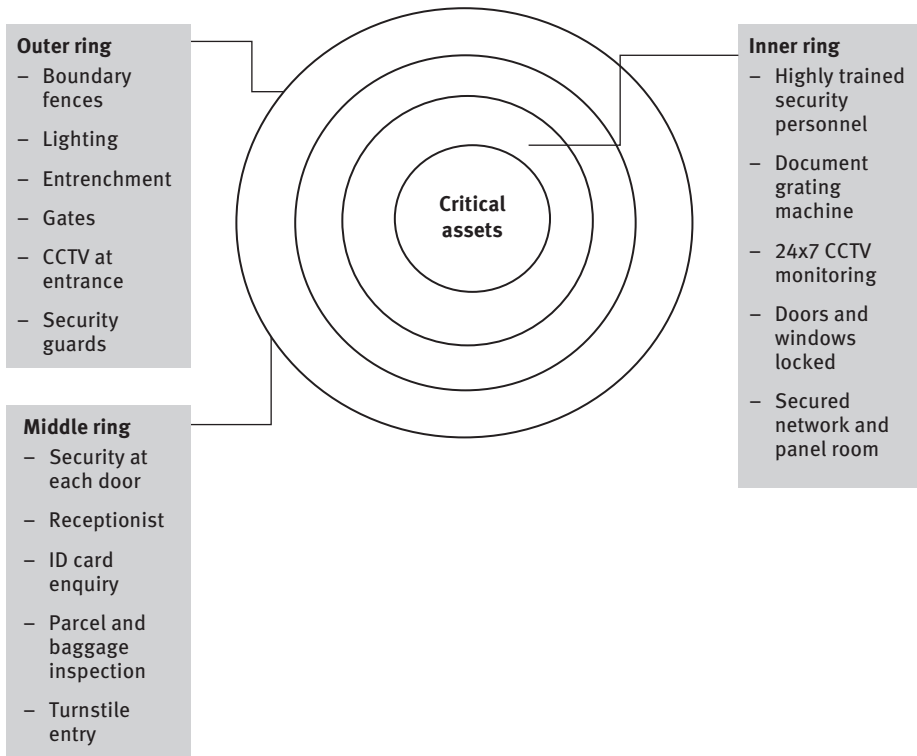 Outer ring
– Boundary
fences
– Lighting
– Entrenchment
– Gates
– CCTV at
entrance
– Security
guards
Middle ring
– Security at
each door
– Receptionist
– ID card
enquiry
– Parcel and
baggage
inspection
– Turnstile
entry
Critical
assets
Inner ring
– Highly trained
security
personnel
– Document
grating
machine
– 24x7 CCTV
monitoring
– Doors and
windows
locked
– Secured
network and
panel room